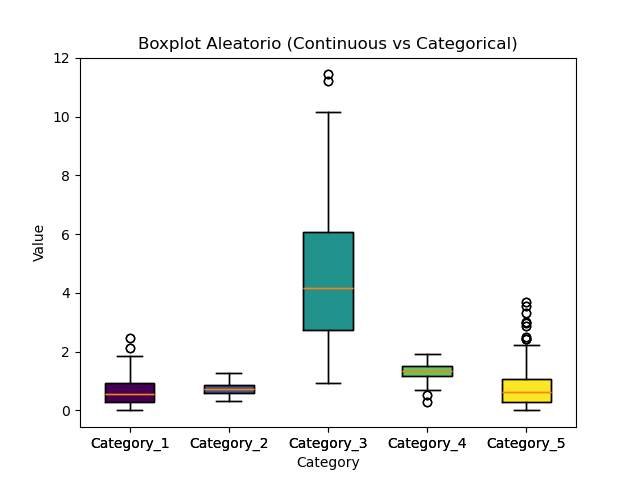 Boxplot Aleatorio (Continuous vs Categorical)
12
10
8
6
4
2
0
Value
Category_1 Category_2 Category_3 Category_4 Category_5
Category